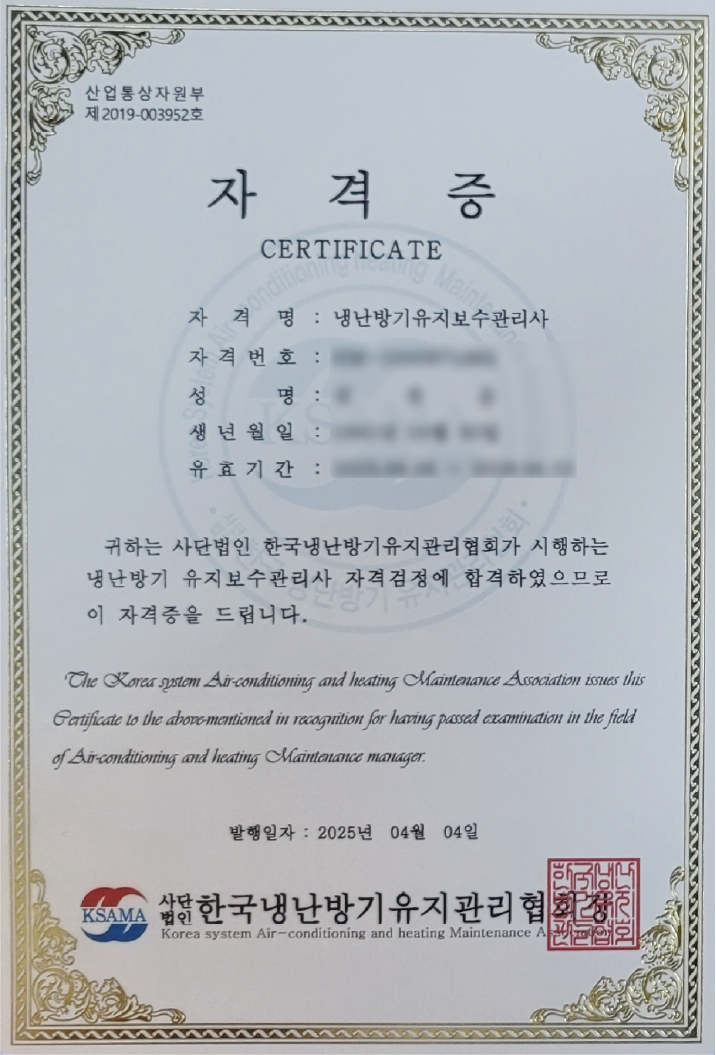 산업통상자원부
제2019-003952호
자 격 증
CERTIFICATE
자 격 명 : 냉난방기유지보수관리사
자격번호 :
성 명 :
생년월일 :
유효기간 :
귀하는 사단법인 한국냉난방기유지관리협회가 시행하는
냉난방기 유지보수관리사 자격검정에 합격하였으므로
이 자격증을 드립니다.
The Korea system Air-conditioning and heating Maintenance Association issues this
Certificate to the above-mentioned in recognition for having passed examination in the field
of Air-conditioning and heating Maintenance manager.
발행일자 : 2025년 04월 04일
KSAMA 사단법인 한국냉난방기유지관리협회장
Korea system Air-conditioning and heating Maintenance Association